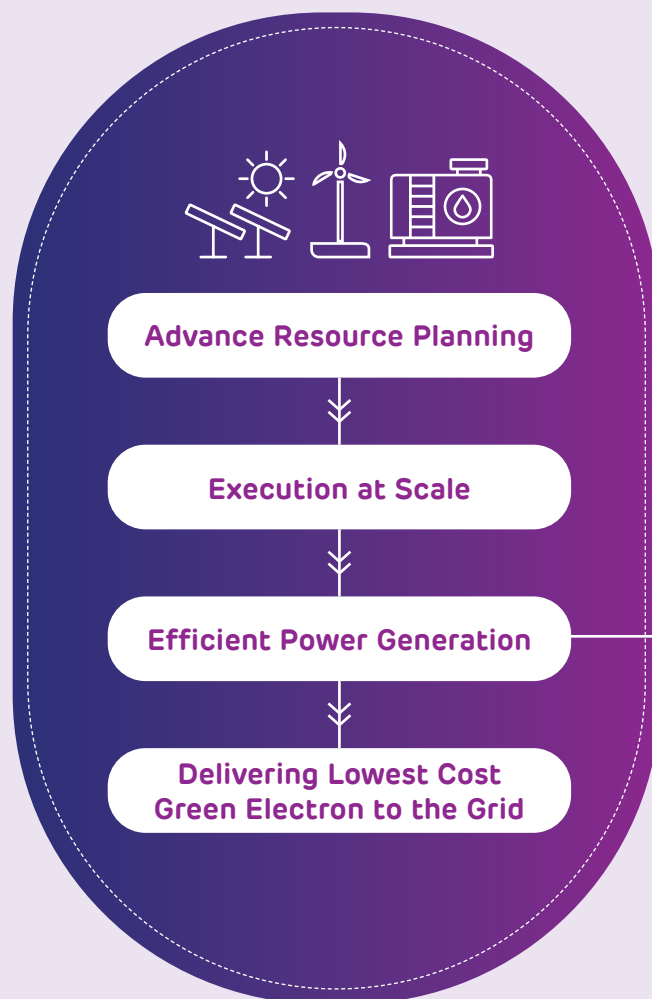 Advance Resource Planning
Execution at Scale
Efficient Power Generation
Delivering Lowest Cost
Green Electron to the Grid